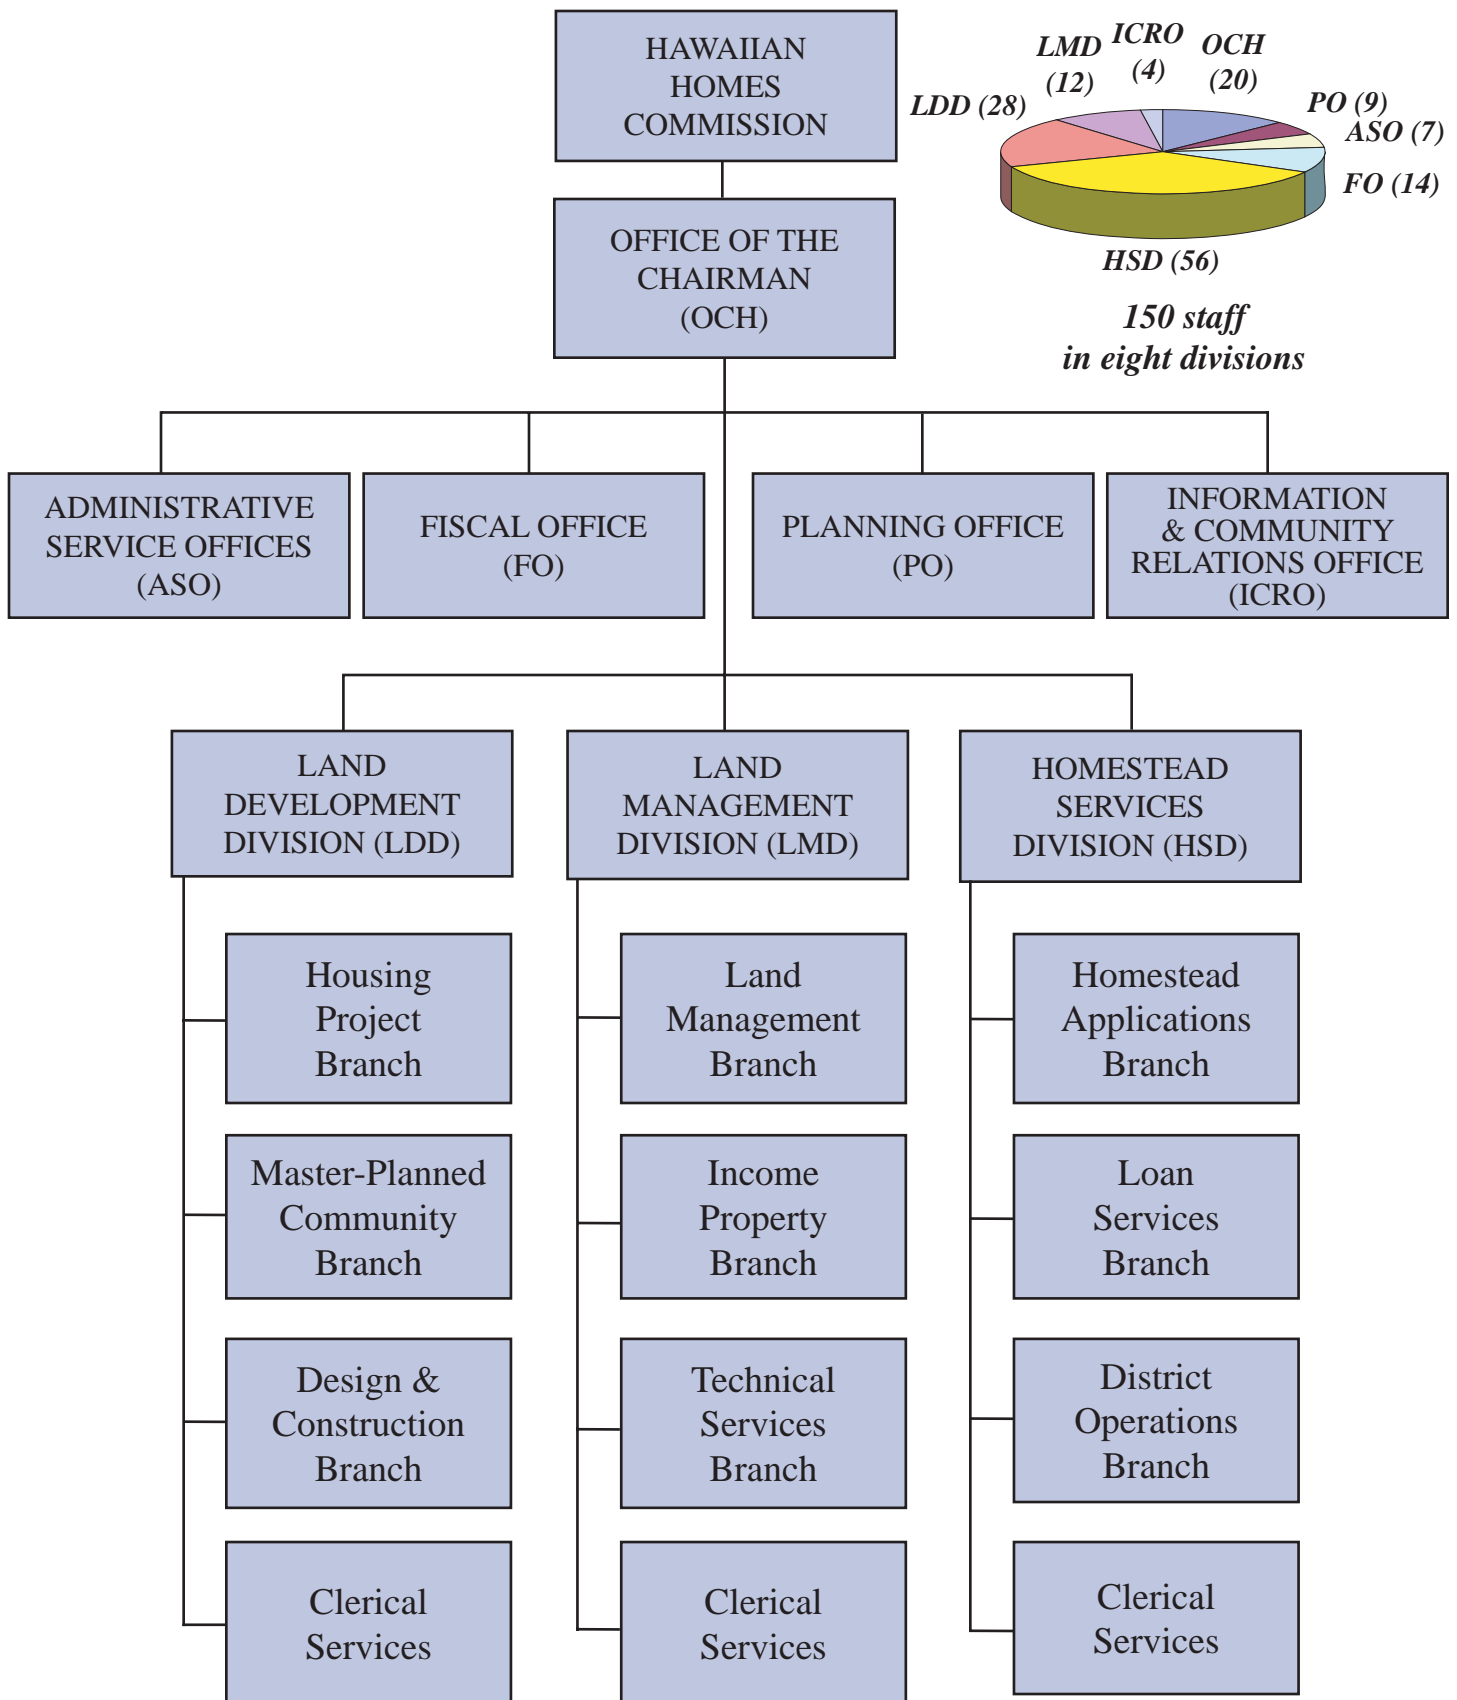 HAWAIIAN
HOMES
COMMISSION
LMD
(12)
ICRO
(4)
OCH
(20)
LDD (28)
PO (9)
ASO (7)
FO (14)
HSD (56)
150 staff
in eight divisions
OFFICE OF THE
CHAIRMAN
(OCH)
ADMINISTRATIVE
SERVICE OFFICES
(ASO)
FISCAL OFFICE
(FO)
PLANNING OFFICE
(PO)
INFORMATION
& COMMUNITY
RELATIONS OFFICE
(ICRO)
LAND
DEVELOPMENT
DIVISION (LDD)
LAND
MANAGEMENT
DIVISION (LMD)
HOMESTEAD
SERVICES
DIVISION (HSD)
Housing
Project
Branch
Land
Management
Branch
Homestead
Applications
Branch
Master-Planned
Community
Branch
Income
Property
Branch
Loan
Services
Branch
Design &
Construction
Branch
Technical
Services
Branch
District
Operations
Branch
Clerical
Services
Clerical
Services
Clerical
Services